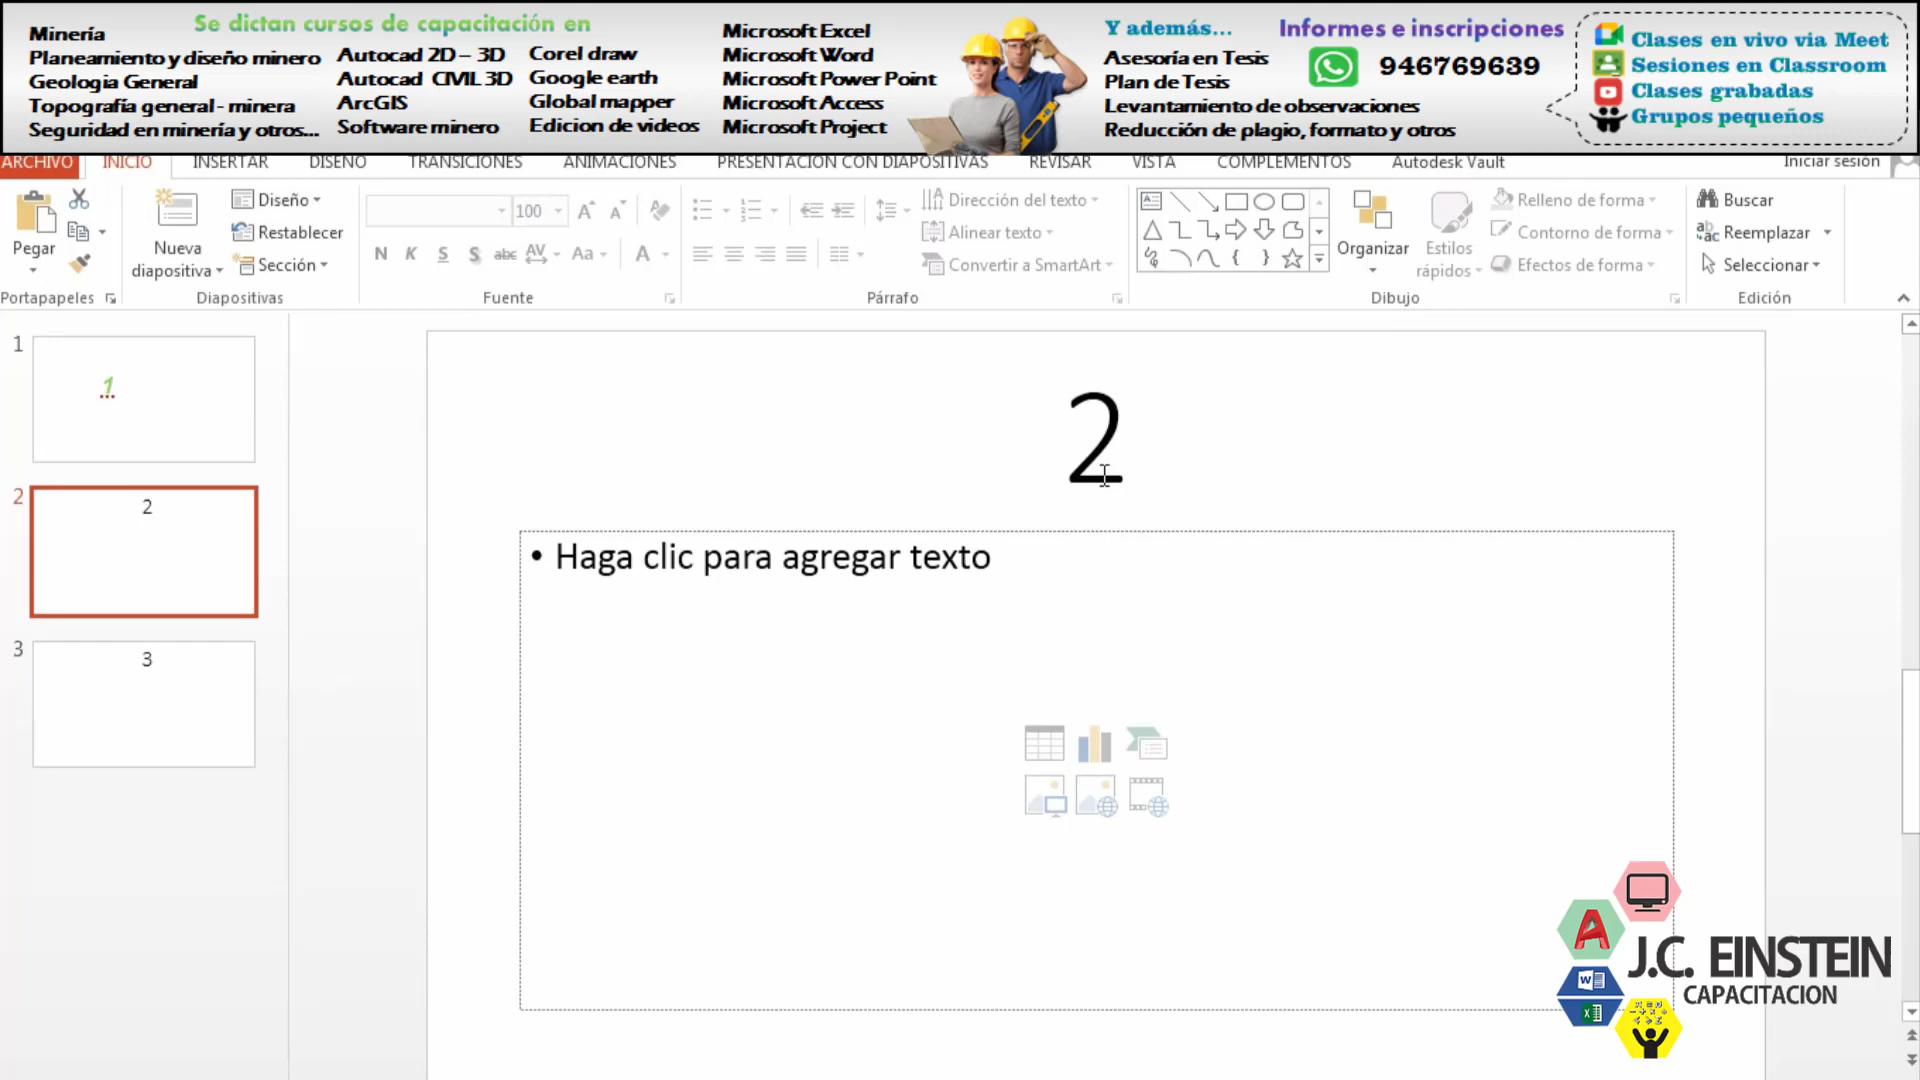 Se dictan cursos de capacitación en
Minería
Planeamiento y diseño minero
Geologia General
Topografía general - minera
Seguridad en minería y otros...
Autocad 2D – 3D
Autocad CIVIL 3D
ArcGIS
Software minero
Corel draw
Google earth
Global mapper
Edicion de videos
Microsoft Excel
Microsoft Word
Microsoft Power Point
Microsoft Access
Microsoft Project
Y además...
Asesoría en Tesis
Plan de Tesis
Levantamiento de observaciones
Reducción de plagio, formato y otros
Informes e inscripciones
946769639
Clases en vivo via Meet
Sesiones en Classroom
Clases grabadas
Grupos pequeños
ARCHIVO INICIO INSERTAR DISEÑO TRANSICIONES ANIMACIONES PRESENTACIÓN CON DIAPOSITIVAS REVISAR VISTA COMPLEMENTOS Autodesk Vault Iniciar sesión
Pegar
Portapapeles
Nueva
diapositiva
Diseño
Restablecer
Sección
Diapositivas
100
N K S S abc AV Aa A
Fuente
Dirección del texto
Alinear texto
Convertir a SmartArt
Párrafo
Organizar
Estilos
rápidos
Relleno de forma
Contorno de forma
Efectos de forma
Dibujo
Buscar
Reemplazar
Seleccionar
Edición
1
1
2
2
3
3
2
• Haga clic para agregar texto
J.C. EINSTEIN
CAPACITACION